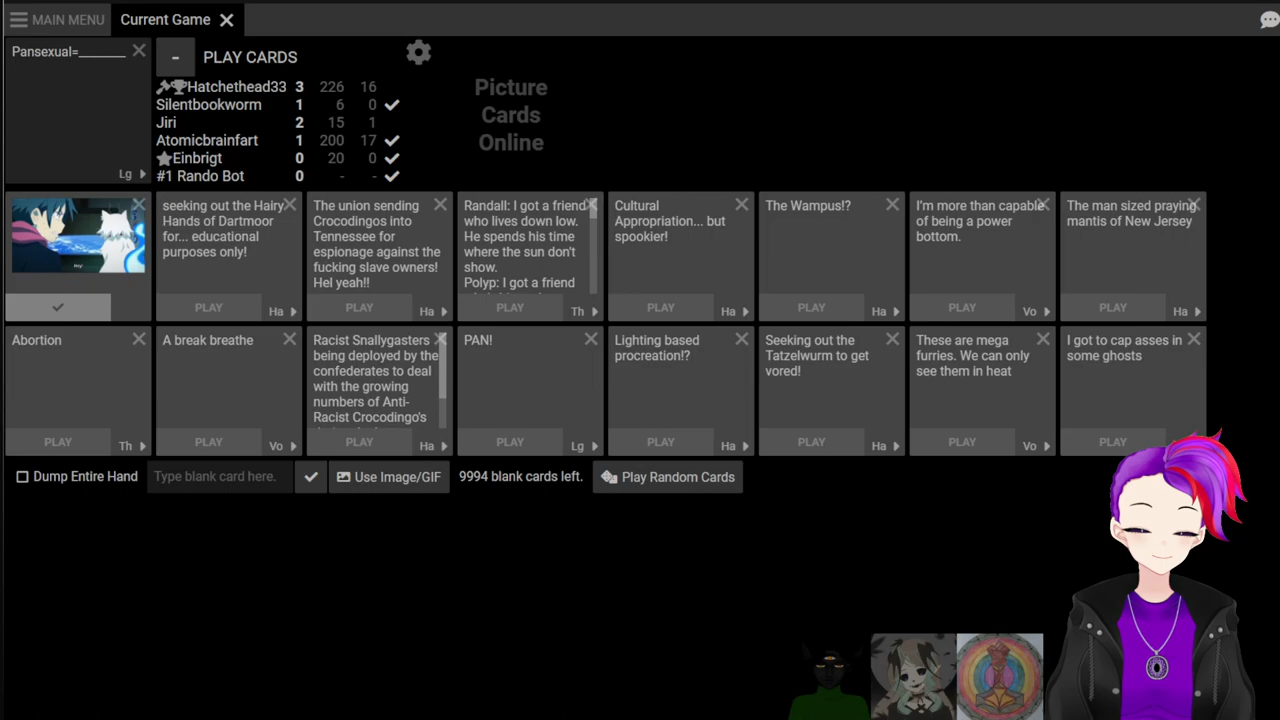 MAIN MENU
Current Game
Pansexual=_______
Lg
- PLAY CARDS
Hatchethead33 3 226 16
Silentbookworm 1 6 0
Jiri 2 15 1
Atomicbrainfart 1 200 17
Einbrigt 0 20 0
#1 Rando Bot 0 - -
Picture
Cards
Online
seeking out the Hairy
Hands of Dartmoor
for... educational
purposes only!
PLAY
Ha
The union sending
Crocodingos into
Tennessee for
espionage against the
fucking slave owners!
Hel yeah!!
PLAY
Ha
Randall: I got a friend
who lives down low.
He spends his time
where the sun don't
show.
Polyp: I got a friend
PLAY
Th
Cultural
Appropriation... but
spookier!
PLAY
Ha
The Wampus!?
PLAY
Ha
I'm more than capable
of being a power
bottom.
PLAY
Vo
The man sized praying
mantis of New Jersey
PLAY
Ha
Abortion
PLAY
Th
A break breathe
PLAY
Vo
Racist Snallygasters
being deployed by the
confederates to deal
with the growing
numbers of Anti-
Racist Crocodingo's
PLAY
Ha
PAN!
PLAY
Lg
Lighting based
procreation!?
PLAY
Ha
Seeking out the
Tatzelwurm to get
vored!
PLAY
Ha
These are mega
furries. We can only
see them in heat
PLAY
Vo
I got to cap asses in
some ghosts
PLAY
Dump Entire Hand
Type blank card here.
Use Image/GIF
9994 blank cards left.
Play Random Cards